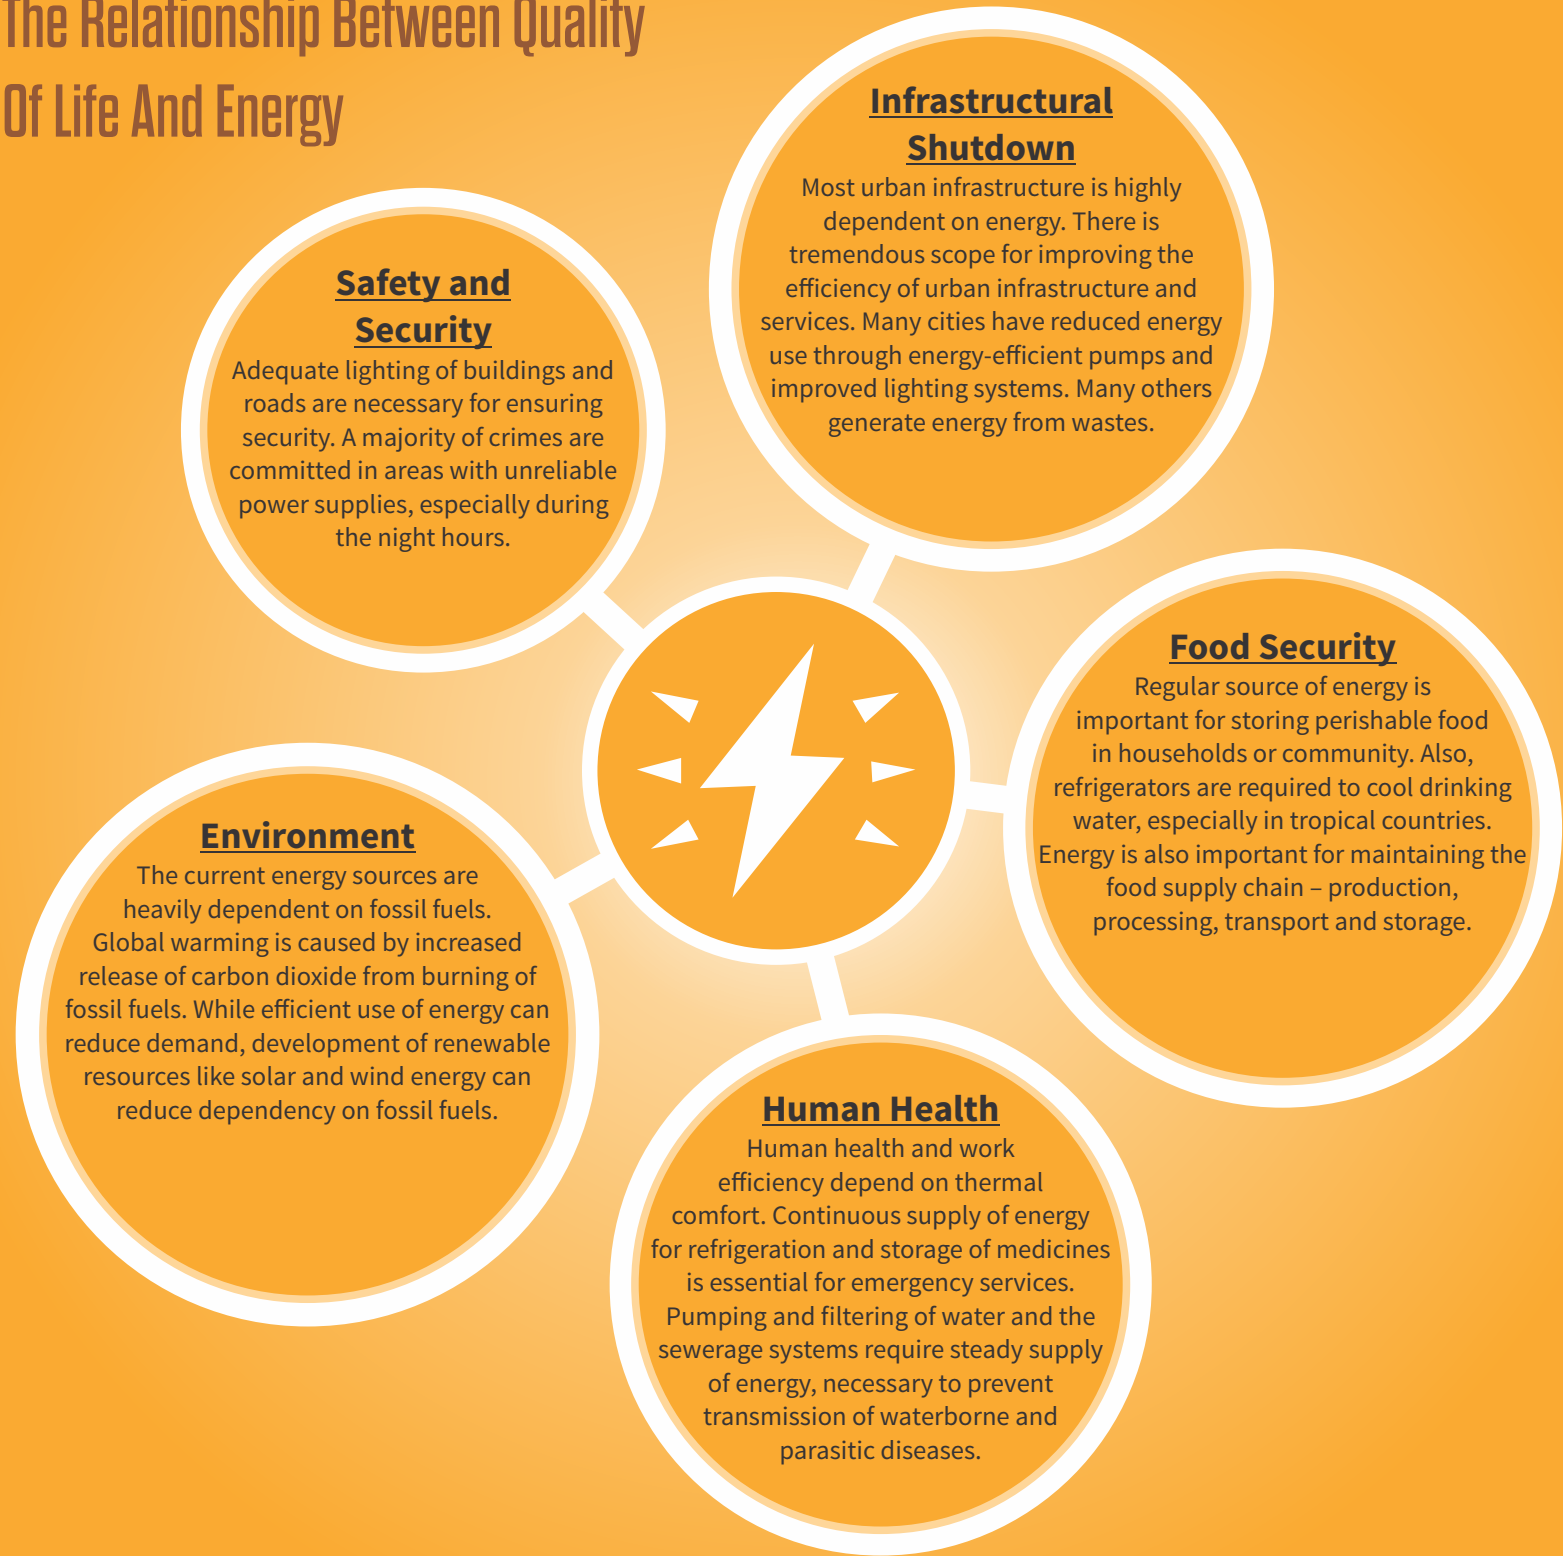 The Relationship Between Quality
Of Life And Energy
Infrastructural
Shutdown
Most urban infrastructure is highly
dependent on energy. There is
tremendous scope for improving the
efficiency of urban infrastructure and
services. Many cities have reduced energy
use through energy-efficient pumps and
improved lighting systems. Many others
generate energy from wastes.
Safety and
Security
Adequate lighting of buildings and
roads are necessary for ensuring
security. A majority of crimes are
committed in areas with unreliable
power supplies, especially during
the night hours.
Food Security
Regular source of energy is
important for storing perishable food
in households or community. Also,
refrigerators are required to cool drinking
water, especially in tropical countries.
Energy is also important for maintaining the
food supply chain – production,
processing, transport and storage.
Environment
The current energy sources are
heavily dependent on fossil fuels.
Global warming is caused by increased
release of carbon dioxide from burning of
fossil fuels. While efficient use of energy can
reduce demand, development of renewable
resources like solar and wind energy can
reduce dependency on fossil fuels.
Human Health
Human health and work
efficiency depend on thermal
comfort. Continuous supply of energy
for refrigeration and storage of medicines
is essential for emergency services.
Pumping and filtering of water and the
sewerage systems require steady supply
of energy, necessary to prevent
transmission of waterborne and
parasitic diseases.